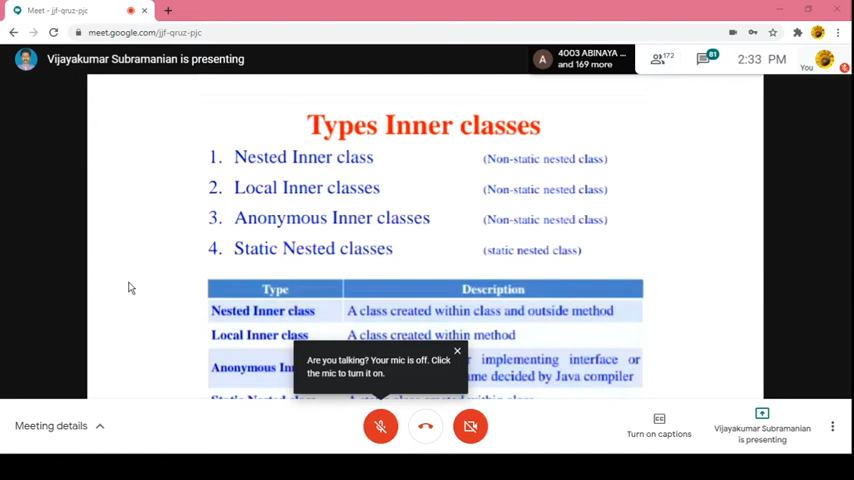 Meet - jjf-qruz-pjc
meet.google.com/jjf-qruz-pjc
Vijayakumar Subramanian is presenting
4003 ABINAYA ...
and 169 more
172
81
2:33 PM
You
A
Types Inner classes
1. Nested Inner class (Non-static nested class)
2. Local Inner classes (Non-static nested class)
3. Anonymous Inner classes (Non-static nested class)
4. Static Nested classes (static nested class)
Type Description
Nested Inner class A class created within class and outside method
Local Inner class A class created within method
Anonymous implementing interface or
decided by Java compiler
Are you talking? Your mic is off. Click
the mic to turn it on.
Meeting details
Turn on captions
Vijayakumar Subramanian
is presenting